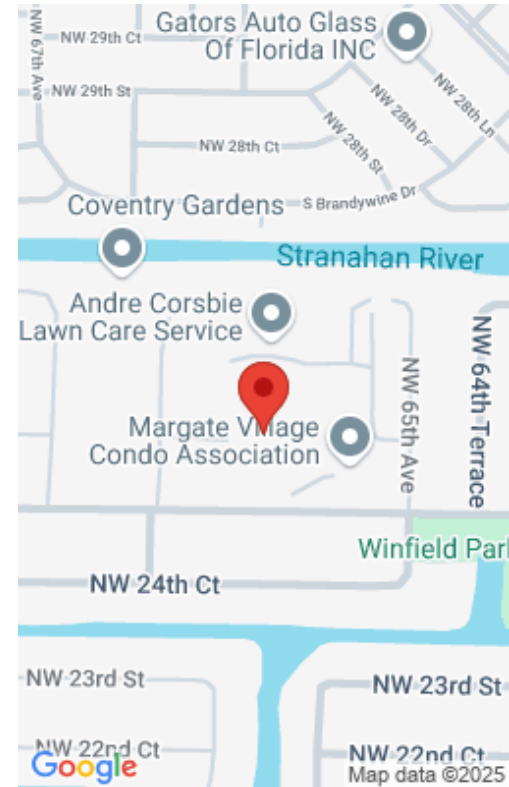 Gators Auto Glass
Of Florida INC
NW 29th Ct
NW 67th Ave
NW 29th St
NW 28th Ln
NW 28th Dr
NW 28th Ct
NW 28th St
Coventry Gardens
S Brandywine Dr
Stranahan River
Andre Corsbie
Lawn Care Service
NW 64th Terrace
NW 65th Ave
Margate Village
Condo Association
Winfield Park
NW 24th Ct
NW 23rd St
NW 23rd St
NW 22nd Ct
NW 22nd Ct
Google
Map data ©2025